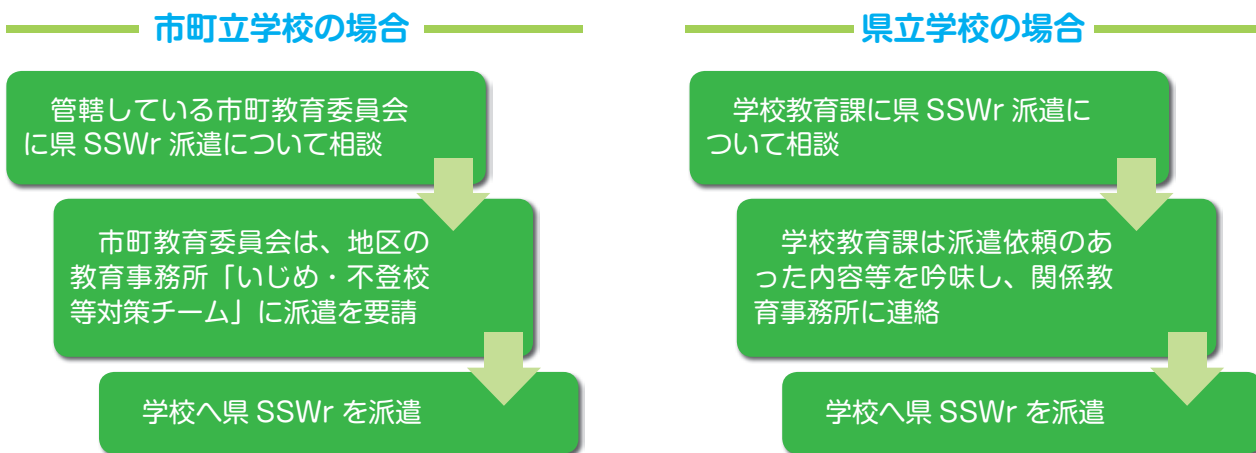 市町立学校の場合
管轄している市町教育委員会
に県 SSWr 派遣について相談
市町教育委員会は、地区の
教育事務所「いじめ・不登校
等対策チーム」に派遣を要請
学校へ県 SSWr を派遣
県立学校の場合
学校教育課に県 SSWr 派遣に
ついて相談
学校教育課は派遣依頼のあ
った内容等を吟味し、関係教
育事務所に連絡
学校へ県 SSWr を派遣